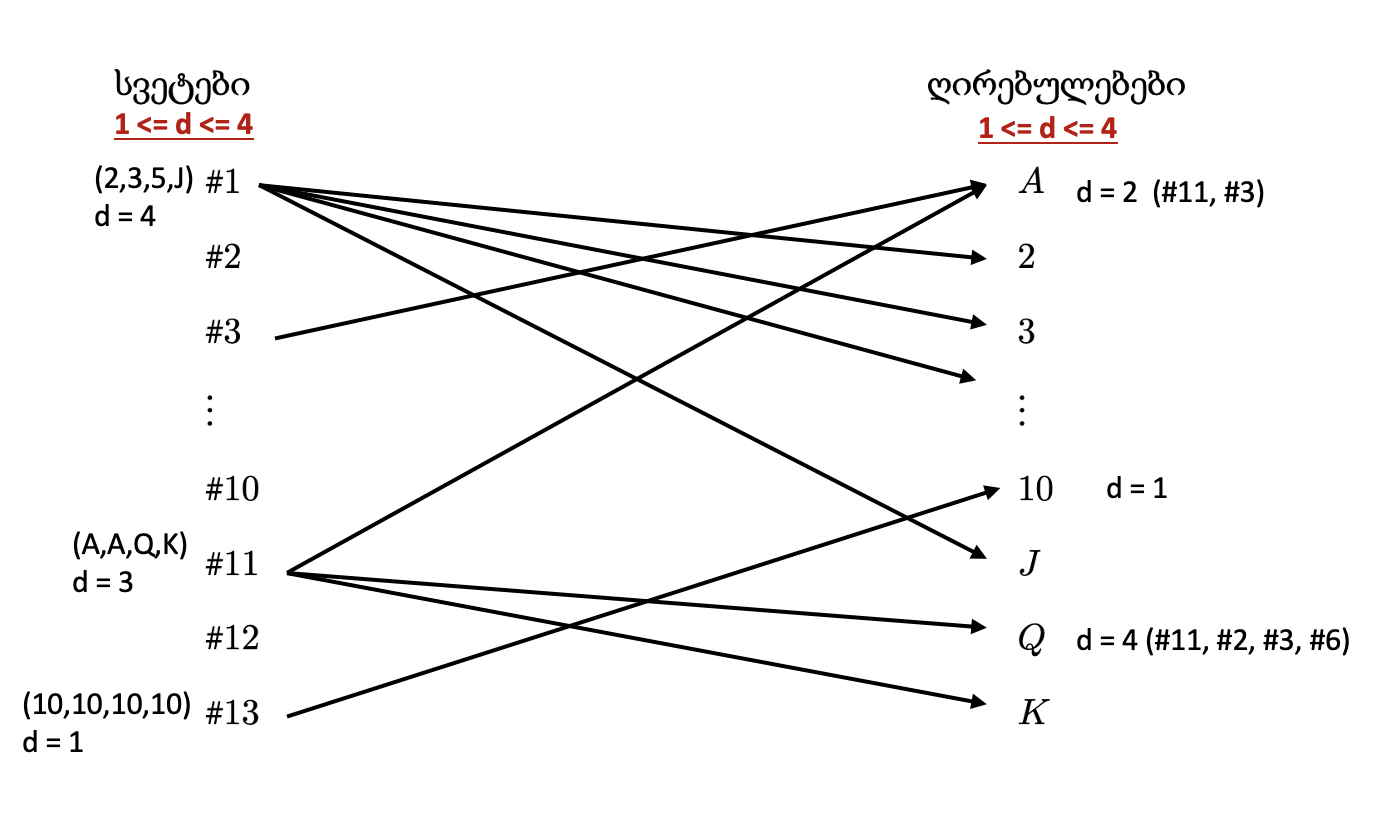 სვეტები
1 <= d <= 4
(2,3,5,J) #1
d = 4
#2
#3
⋮
#10
(A,A,Q,K) #11
d = 3
#12
(10,10,10,10) #13
d = 1
ღირებულებები
1 <= d <= 4
A d = 2 (#11, #3)
2
3
⋮
10 d = 1
J
Q d = 4 (#11, #2, #3, #6)
K